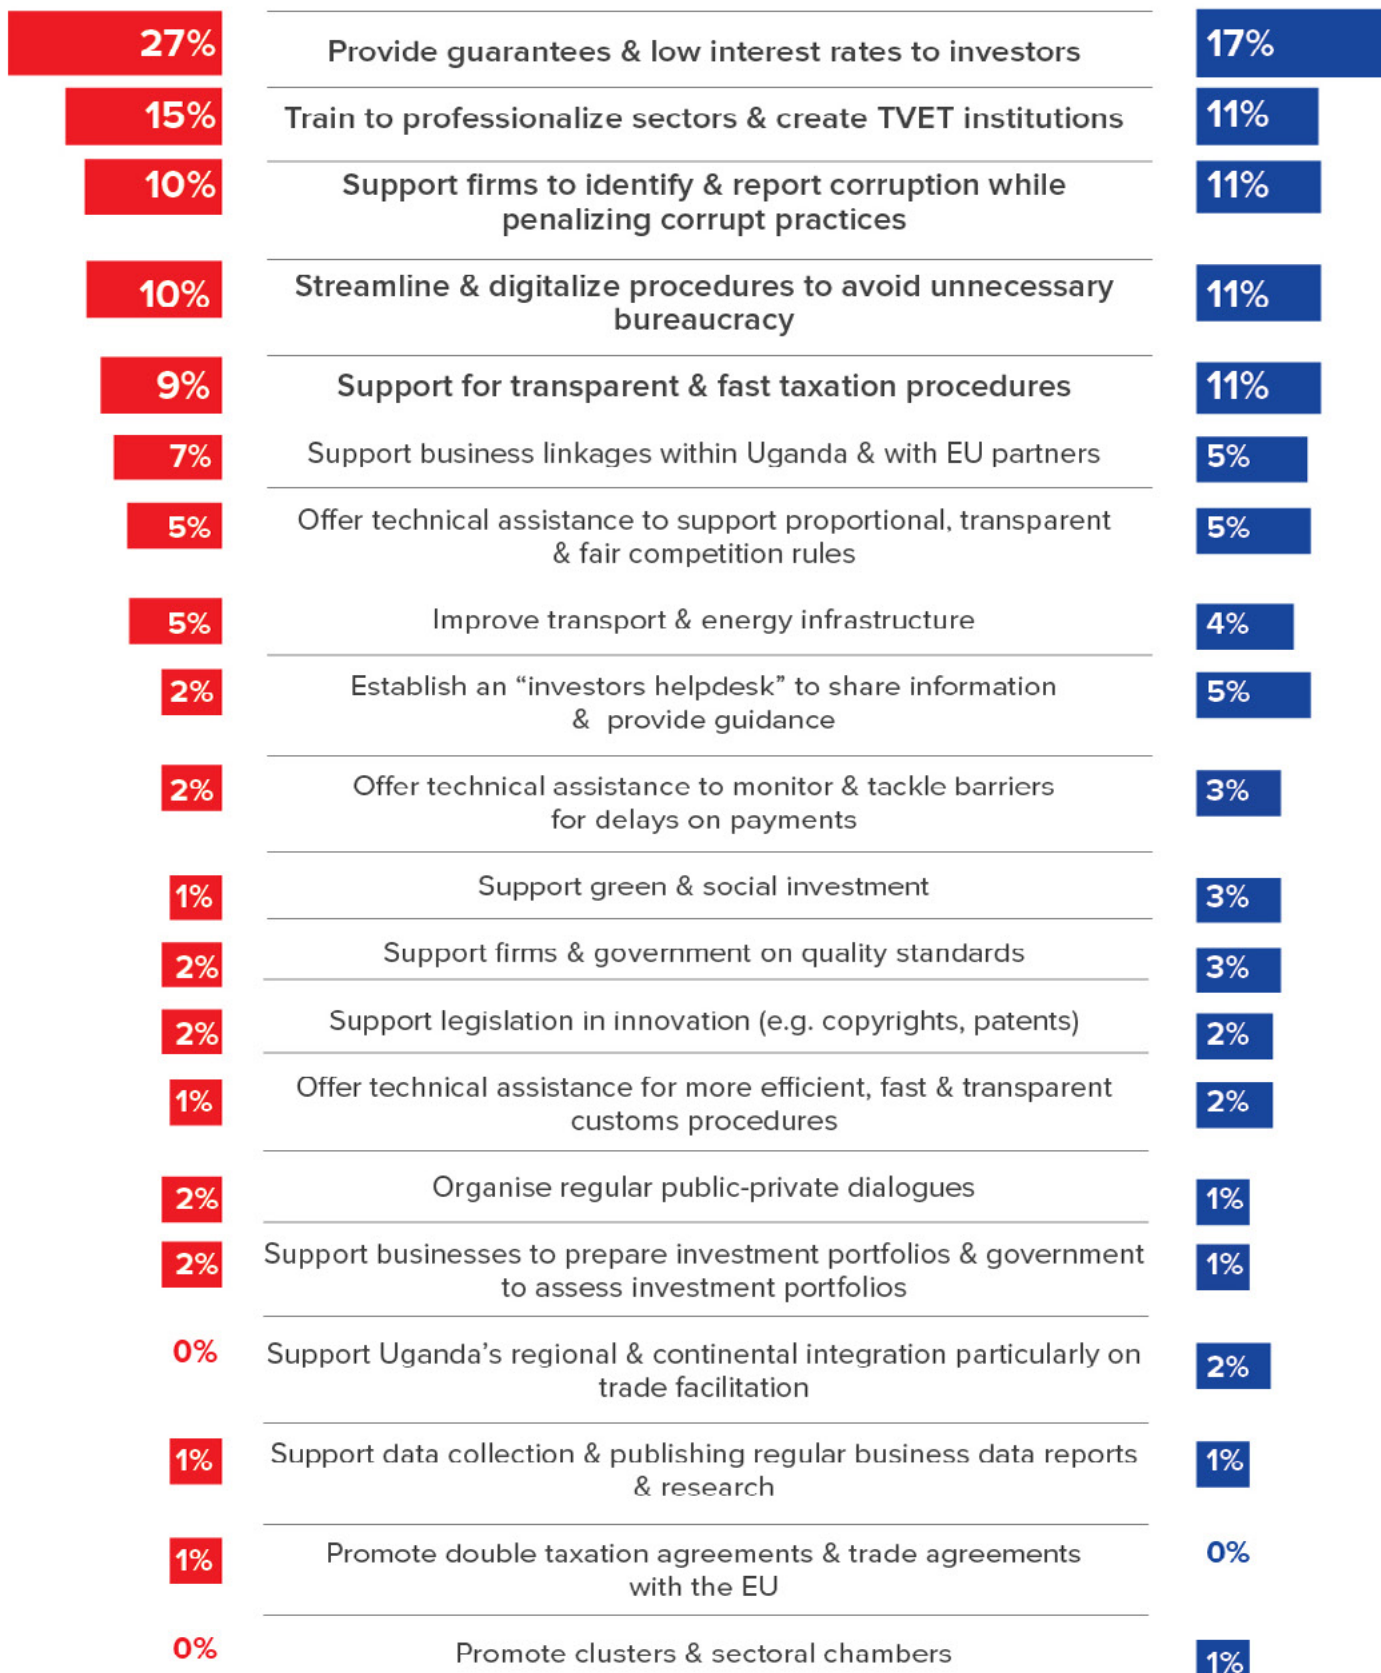 27% Provide guarantees & low interest rates to investors 17%
15% Train to professionalize sectors & create TVET institutions 11%
10% Support firms to identify & report corruption while 11%
penalizing corrupt practices
10% Streamline & digitalize procedures to avoid unnecessary 11%
bureaucracy
9% Support for transparent & fast taxation procedures 11%
7% Support business linkages within Uganda & with EU partners 5%
5% Offer technical assistance to support proportional, transparent 5%
& fair competition rules
5% Improve transport & energy infrastructure 4%
2% Establish an “investors helpdesk” to share information 5%
& provide guidance
2% Offer technical assistance to monitor & tackle barriers 3%
for delays on payments
1% Support green & social investment 3%
2% Support firms & government on quality standards 3%
2% Support legislation in innovation (e.g. copyrights, patents) 2%
1% Offer technical assistance for more efficient, fast & transparent 2%
customs procedures
2% Organise regular public-private dialogues 1%
2% Support businesses to prepare investment portfolios & government 1%
to assess investment portfolios
0% Support Uganda’s regional & continental integration particularly on 2%
trade facilitation
1% Support data collection & publishing regular business data reports 1%
& research
1% Promote double taxation agreements & trade agreements 0%
with the EU
0% Promote clusters & sectoral chambers 1%